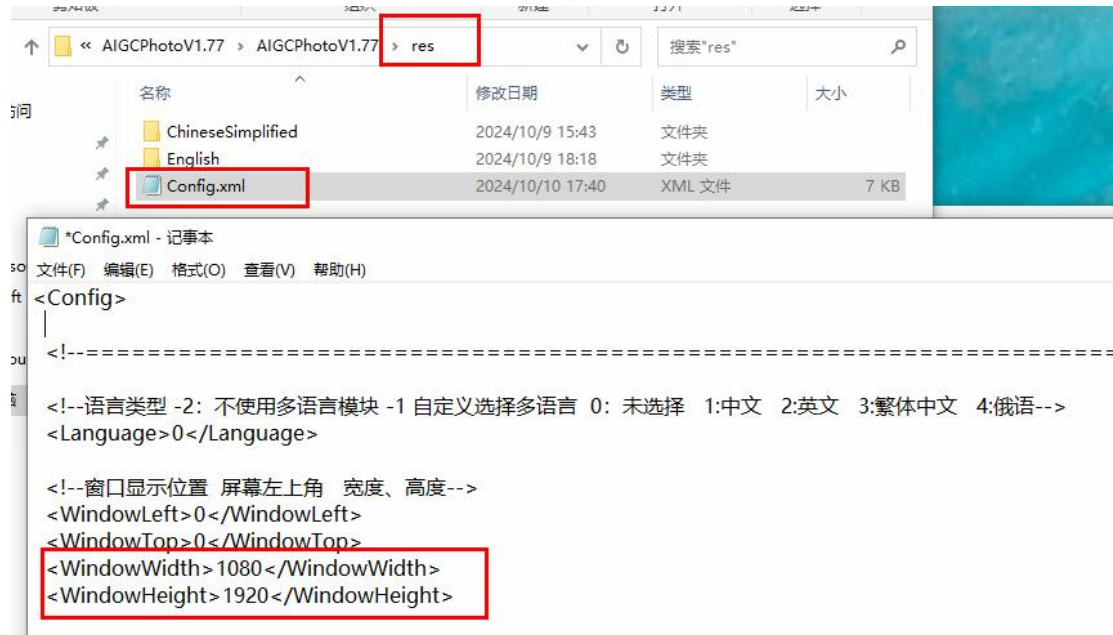 « AIGCPhotoV1.77 › AIGCPhotoV1.77 › res
搜索"res"
名称 修改日期 类型 大小
ChineseSimplified 2024/10/9 15:43 文件夹
English 2024/10/9 18:18 文件夹
Config.xml 2024/10/10 17:40 XML 文件 7 KB
*Config.xml - 记事本
文件(F) 编辑(E) 格式(O) 查看(V) 帮助(H)
<Config>
<!--======================================================================
<!--语言类型 -2：不使用多语言模块 -1 自定义选择多语言 0：未选择 1:中文 2:英文 3:繁体中文 4:俄语-->
<Language>0</Language>
<!--窗口显示位置 屏幕左上角 宽度、高度-->
<WindowLeft>0</WindowLeft>
<WindowTop>0</WindowTop>
<WindowWidth>1080</WindowWidth>
<WindowHeight>1920</WindowHeight>